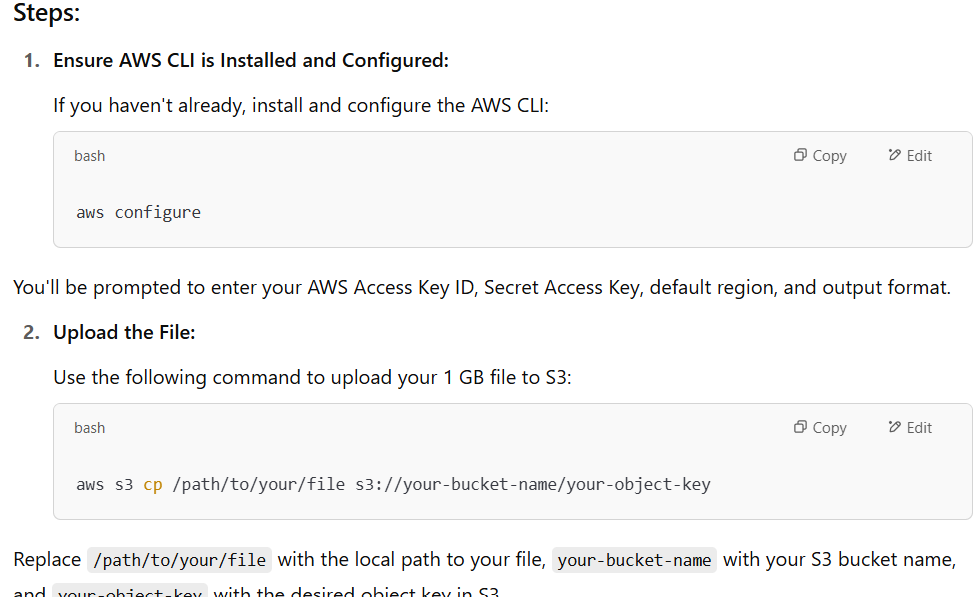 Steps:
1. Ensure AWS CLI is Installed and Configured:
If you haven't already, install and configure the AWS CLI:
bash Copy Edit
aws configure
You'll be prompted to enter your AWS Access Key ID, Secret Access Key, default region, and output format.
2. Upload the File:
Use the following command to upload your 1 GB file to S3:
bash Copy Edit
aws s3 cp /path/to/your/file s3://your-bucket-name/your-object-key
Replace /path/to/your/file with the local path to your file, your-bucket-name with your S3 bucket name,
and your-object-key with the desired object key in S3.